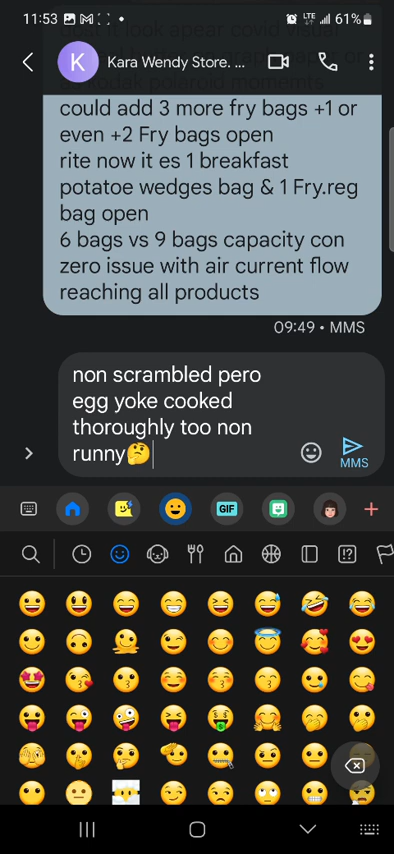 11:53
LTE 61%
K Kara Wendy Store. ...
could add 3 more fry bags +1 or
even +2 Fry bags open
rite now it es 1 breakfast
potatoe wedges bag & 1 Fry.reg
bag open
6 bags vs 9 bags capacity con
zero issue with air current flow
reaching all products
09:49 • MMS
non scrambled pero
egg yoke cooked
thoroughly too non
runny🤔
MMS
GIF